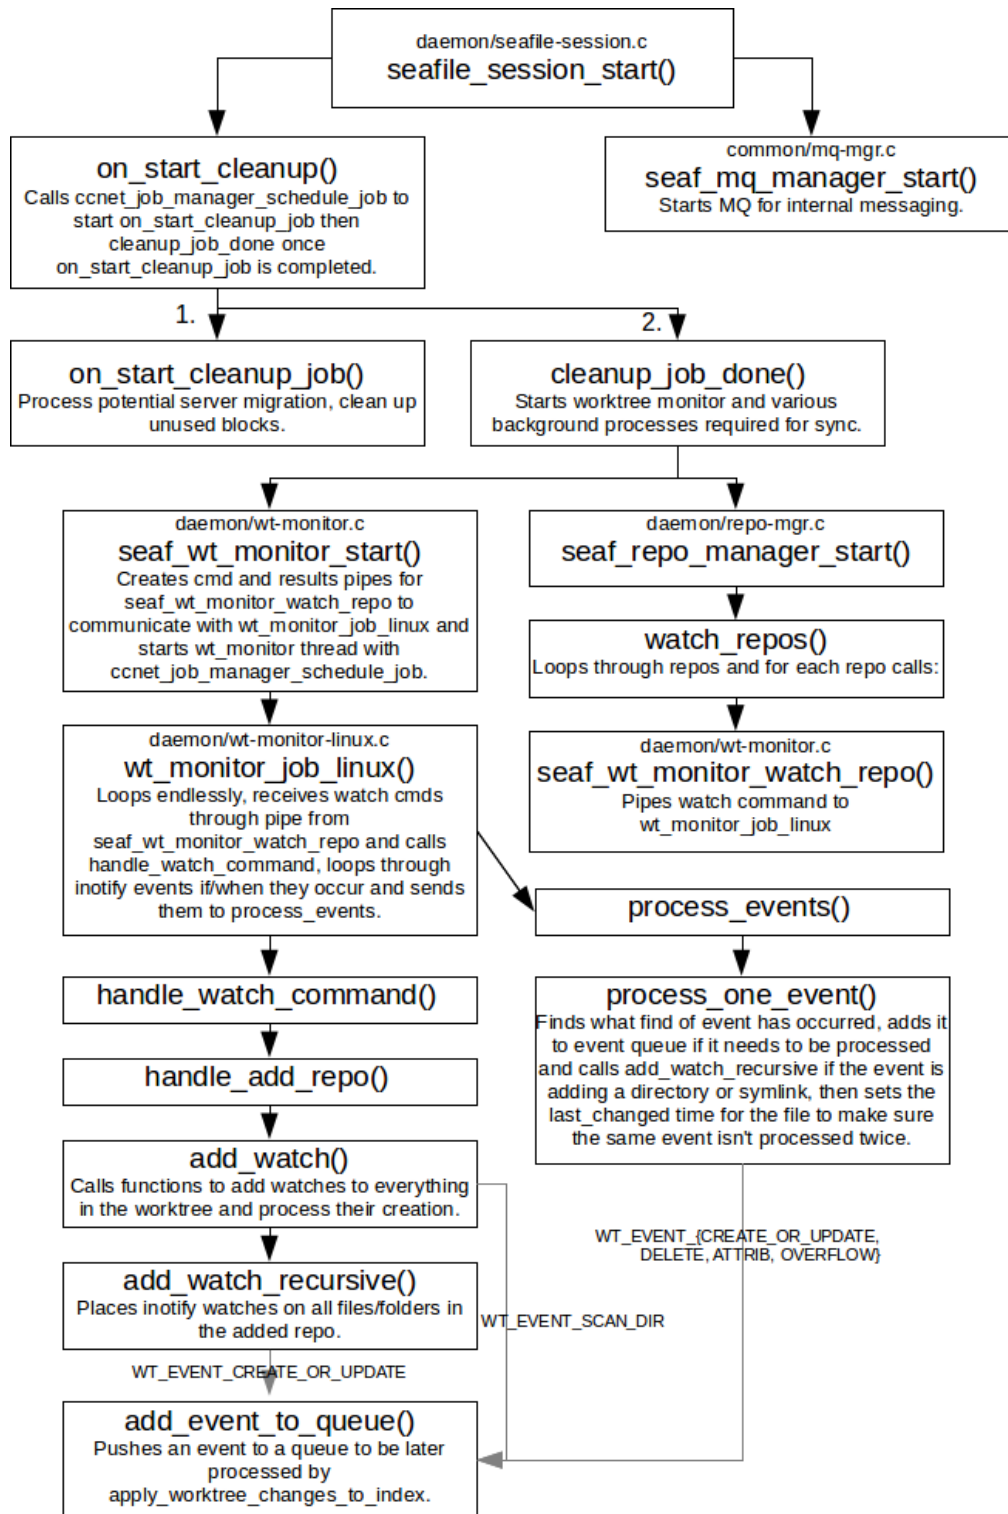 daemon/seafile-session.c
seafile_session_start()
on_start_cleanup()
Calls ccnet_job_manager_schedule_job to
start on_start_cleanup_job then
cleanup_job_done once
on_start_cleanup_job is completed.
common/mq-mgr.c
seaf_mq_manager_start()
Starts MQ for internal messaging.
1.
2.
on_start_cleanup_job()
Process potential server migration, clean up
unused blocks.
cleanup_job_done()
Starts worktree monitor and various
background processes required for sync.
daemon/wt-monitor.c
seaf_wt_monitor_start()
Creates cmd and results pipes for
seaf_wt_monitor_watch_repo to
communicate with wt_monitor_job_linux and
starts wt_monitor thread with
ccnet_job_manager_schedule_job.
daemon/repo-mgr.c
seaf_repo_manager_start()
watch_repos()
Loops through repos and for each repo calls:
daemon/wt-monitor-linux.c
wt_monitor_job_linux()
Loops endlessly, receives watch cmds
through pipe from
seaf_wt_monitor_watch_repo and calls
handle_watch_command, loops through
inotify events if/when they occur and sends
them to process_events.
daemon/wt-monitor.c
seaf_wt_monitor_watch_repo()
Pipes watch command to
wt_monitor_job_linux
process_events()
handle_watch_command()
process_one_event()
Finds what find of event has occurred, adds it
to event queue if it needs to be processed
and calls add_watch_recursive if the event is
adding a directory or symlink, then sets the
last_changed time for the file to make sure
the same event isn't processed twice.
handle_add_repo()
add_watch()
Calls functions to add watches to everything
in the worktree and process their creation.
WT_EVENT_{CREATE_OR_UPDATE,
DELETE, ATTRIB, OVERFLOW}
add_watch_recursive()
Places inotify watches on all files/folders in
the added repo.
WT_EVENT_SCAN_DIR
WT_EVENT_CREATE_OR_UPDATE
add_event_to_queue()
Pushes an event to a queue to be later
processed by
apply_worktree_changes_to_index.